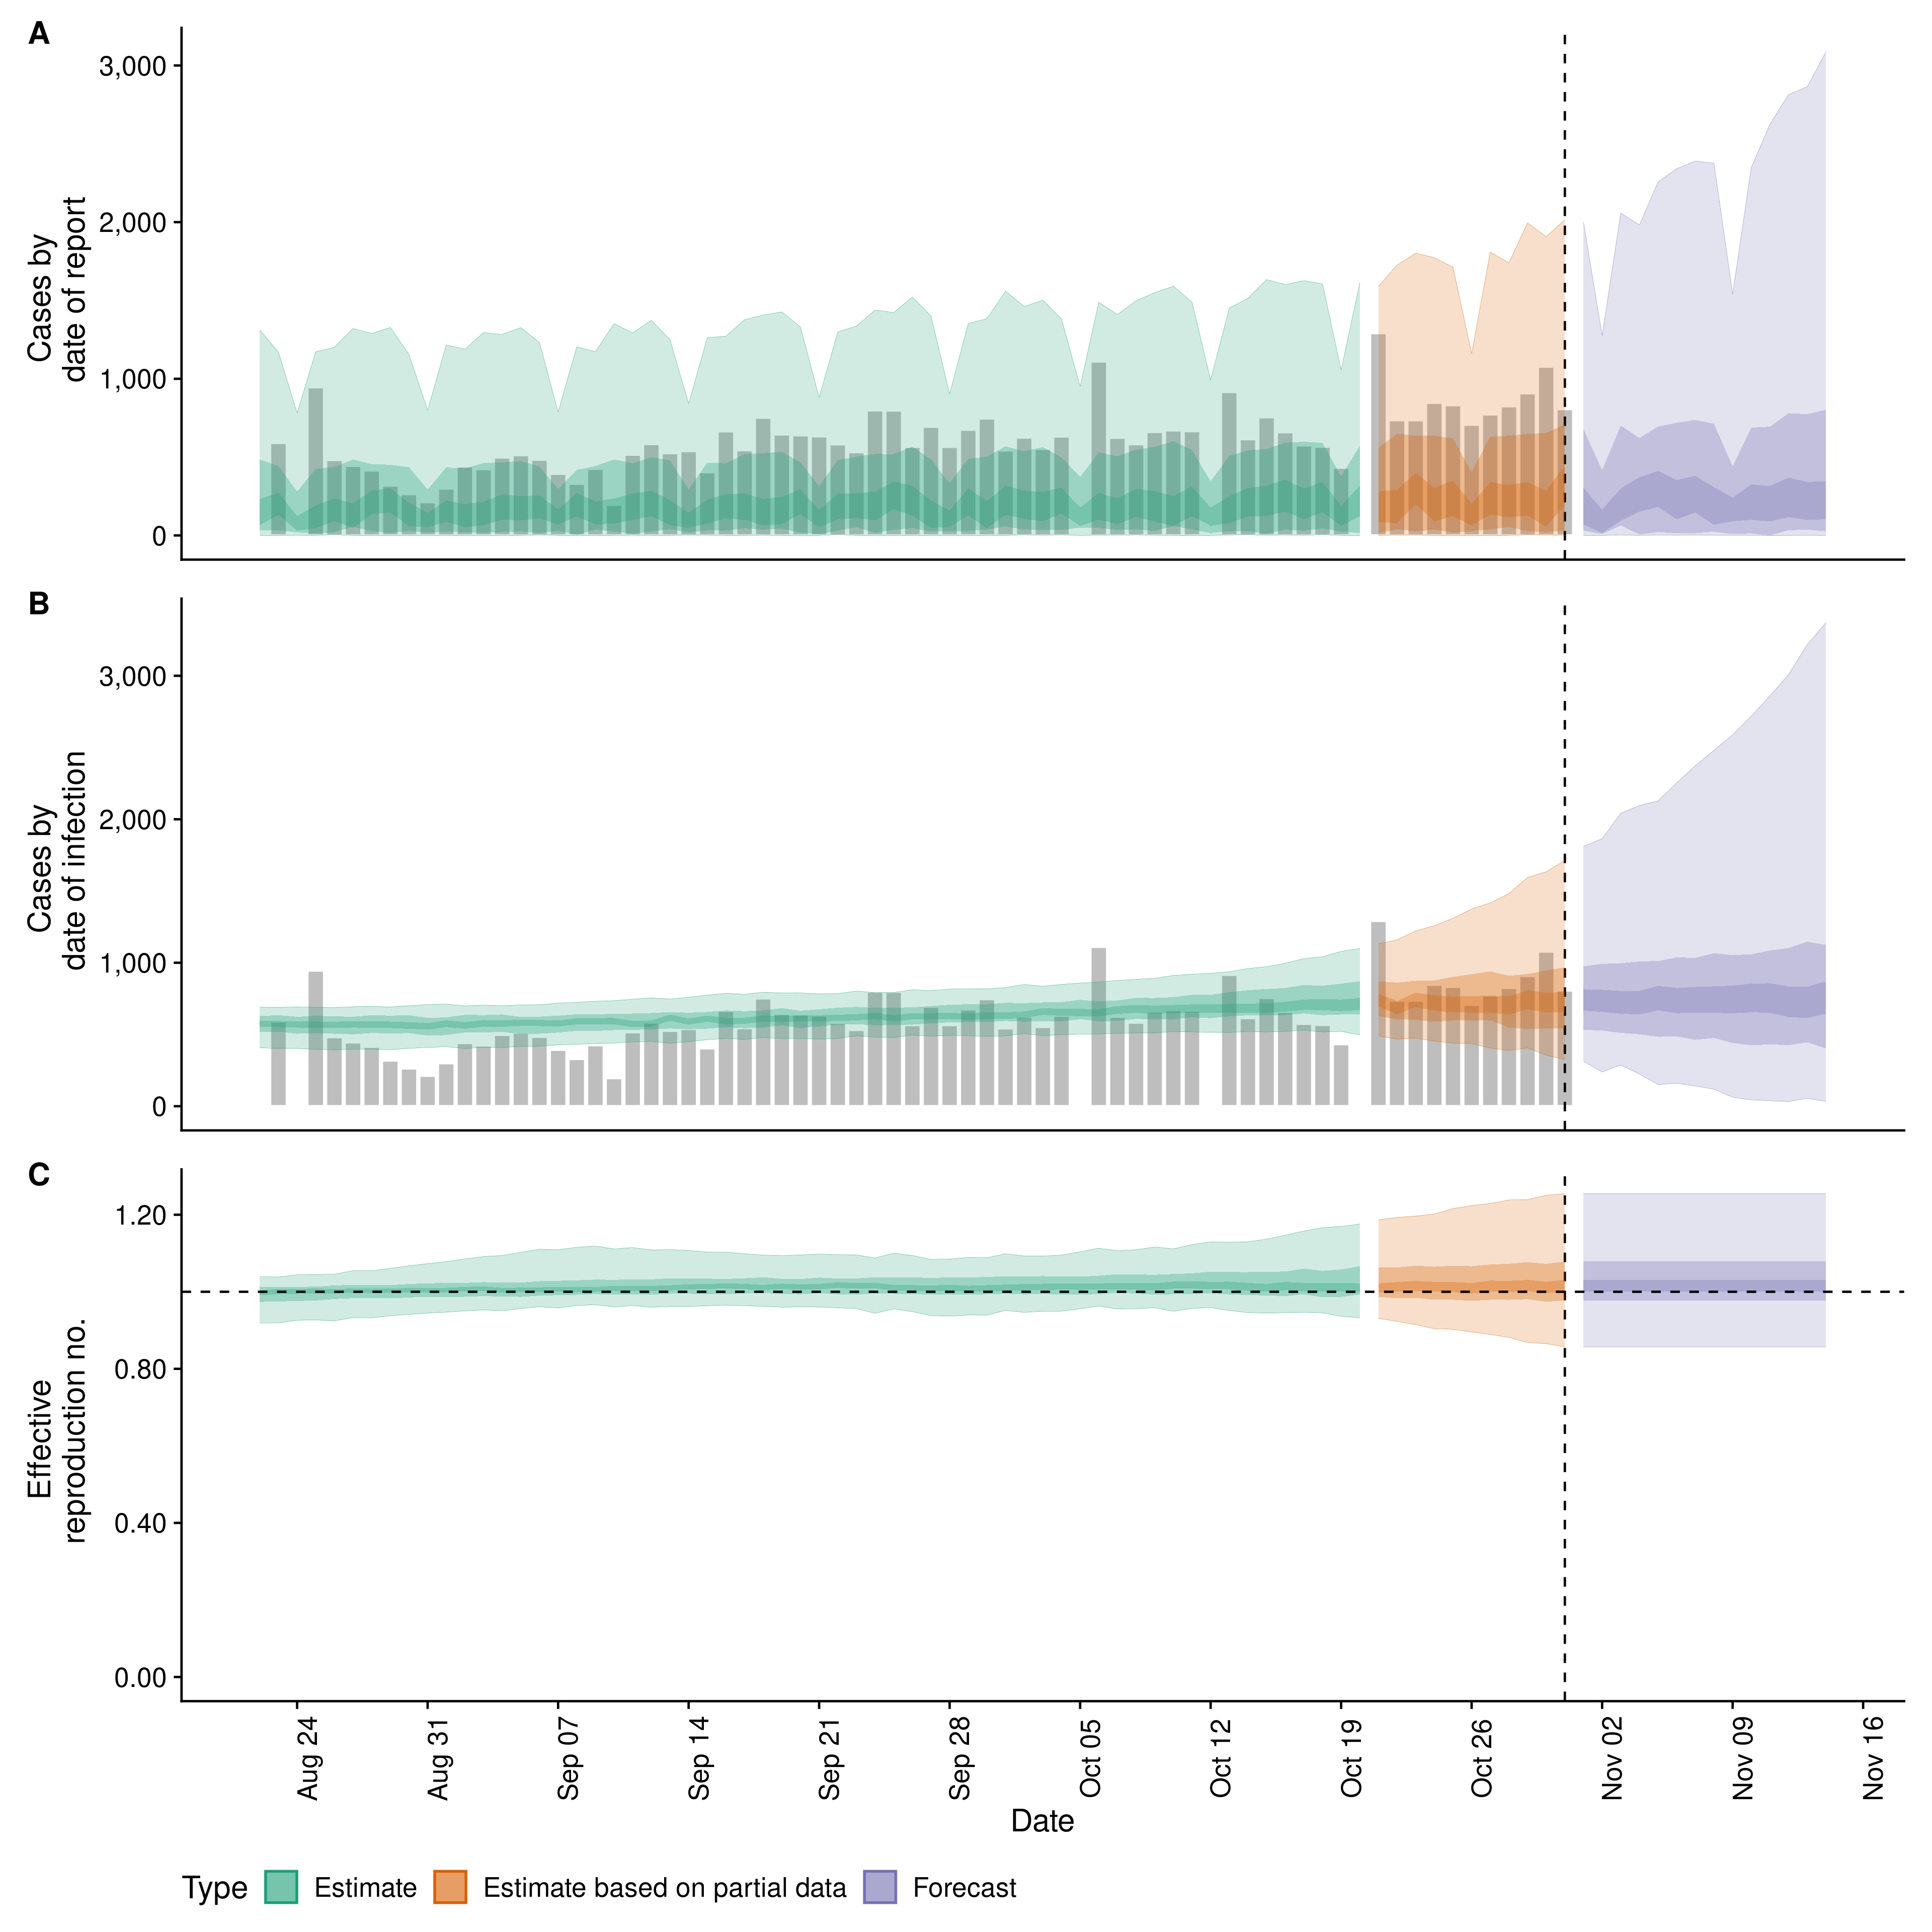 A
Cases by
date of report
3,000
2,000
1,000
0
B
Cases by
date of infection
3,000
2,000
1,000
0
C
Effective
reproduction no.
1.20
0.80
0.40
0.00
Aug 24
Aug 31
Sep 07
Sep 14
Sep 21
Sep 28
Oct 05
Oct 12
Oct 19
Oct 26
Nov 02
Nov 09
Nov 16
Date
Type Estimate Estimate based on partial data Forecast